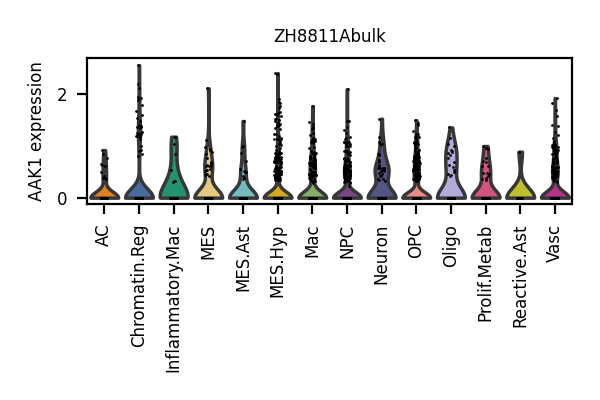 ZH8811Abulk
AAK1 expression
2
0
AC
Chromatin.Reg
Inflammatory.Mac
MES
MES.Ast
MES.Hyp
Mac
NPC
Neuron
OPC
Oligo
Prolif.Metab
Reactive.Ast
Vasc